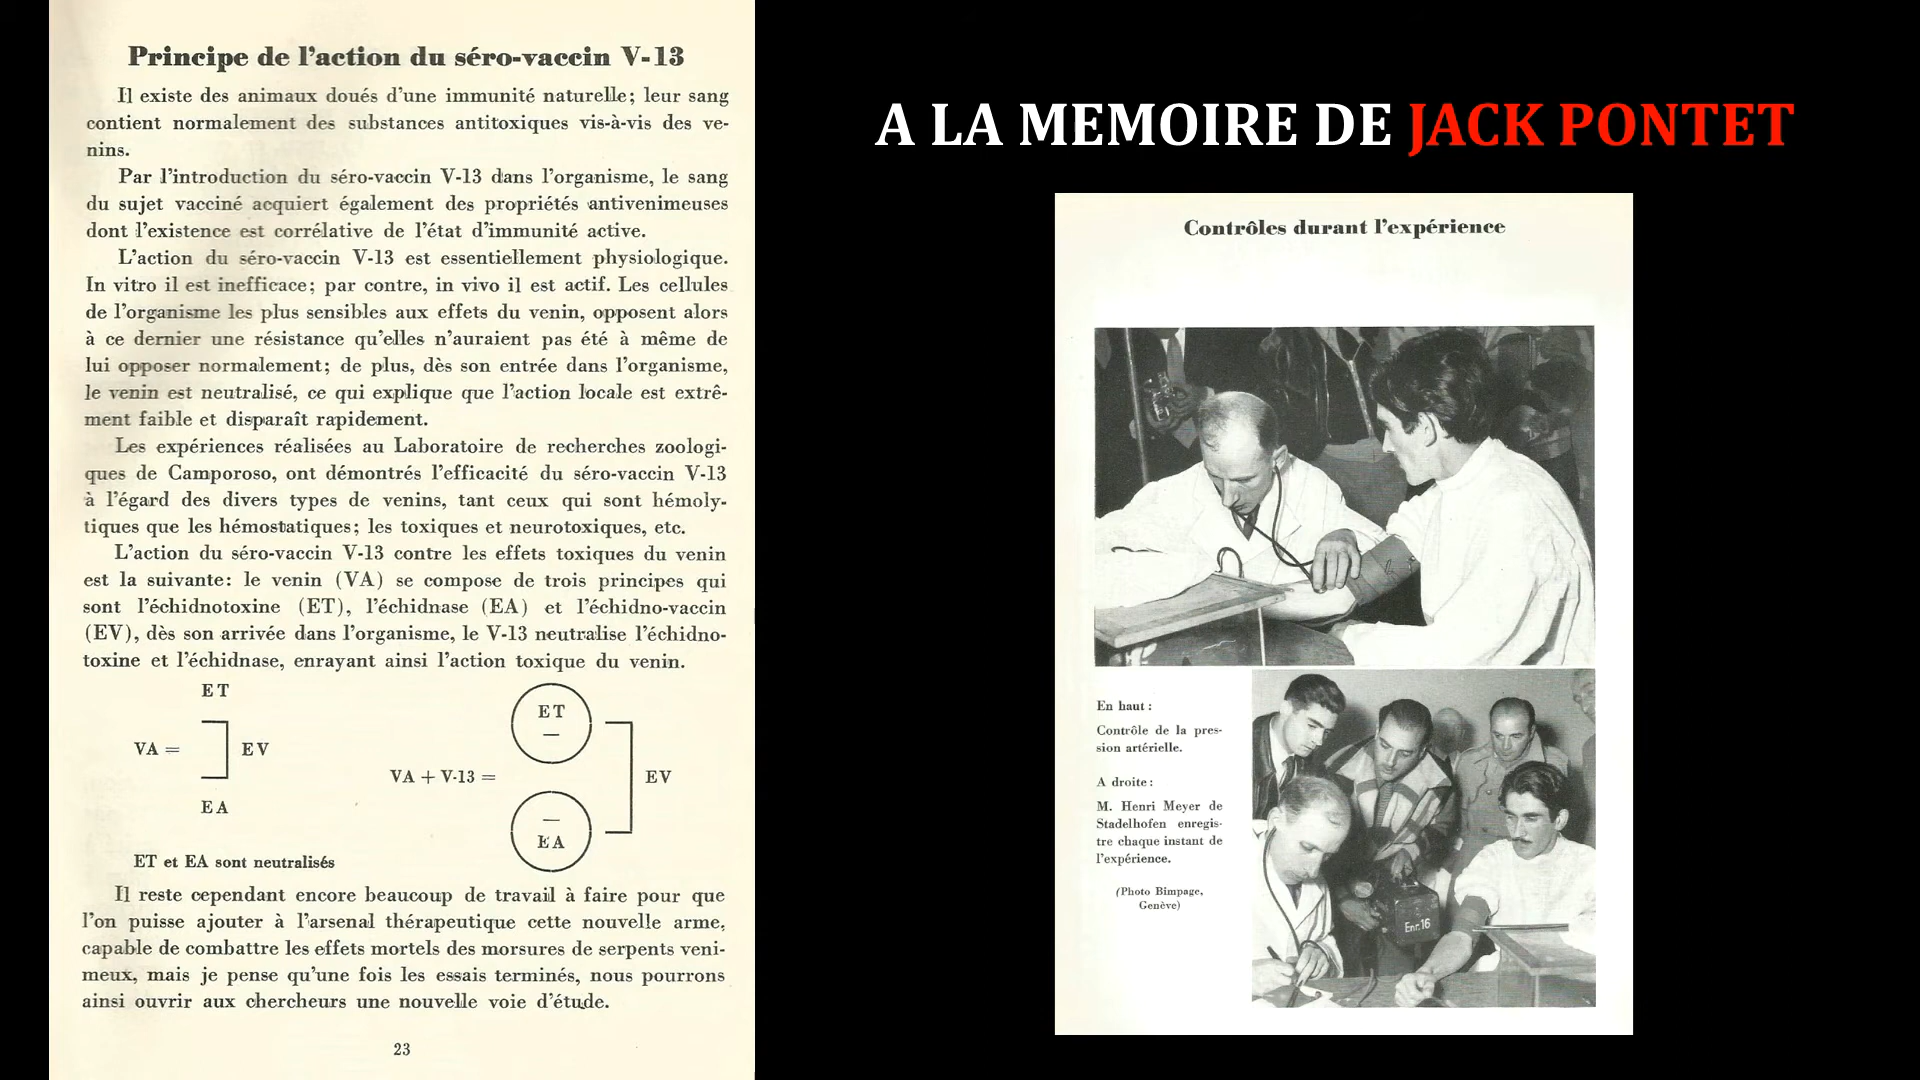 Principe de l'action du séro-vaccin V-13
Il existe des animaux doués d'une immunité naturelle; leur sang
contient normalement des substances antitoxiques vis-à-vis des ve-
nins.
Par l'introduction du séro-vaccin V-13 dans l'organisme, le sang
du sujet vacciné acquiert également des propriétés antivenimeuses
dont l'existence est corrélative de l'état d'immunité active.
L'action du séro-vaccin V-13 est essentiellement physiologique.
In vitro il est inefficace; par contre, in vivo il est actif. Les cellules
de l'organisme les plus sensibles aux effets du venin, opposent alors
à ce dernier une résistance qu'elles n'auraient pas été à même de
lui opposer normalement; de plus, dès son entrée dans l'organisme,
le venin est neutralisé, ce qui explique que l'action locale est extrê-
ment faible et disparaît rapidement.
Les expériences réalisées au Laboratoire de recherches zoologi-
ques de Camporoso, ont démontrés l'efficacité du séro-vaccin V-13
à l'égard des divers types de venins, tant ceux qui sont hémoly-
tiques que les hémostatiques; les toxiques et neurotoxiques, etc.
L'action du séro-vaccin V-13 contre les effets toxiques du venin
est la suivante: le venin (VA) se compose de trois principes qui
sont l'échidnotoxine (ET), l'échidnase (EA) et l'échidno-vaccin
(EV), dès son arrivée dans l'organisme, le V-13 neutralise l'échidno-
toxine et l'échidnase, enrayant ainsi l'action toxique du venin.
ET
VA =
EV
EA
VA + V-13 =
ET
—
—
EA
EV
ET et EA sont neutralisés
Il reste cependant encore beaucoup de travail à faire pour que
l'on puisse ajouter à l'arsenal thérapeutique cette nouvelle arme,
capable de combattre les effets mortels des morsures de serpents veni-
meux, mais je pense qu'une fois les essais terminés, nous pourrons
ainsi ouvrir aux chercheurs une nouvelle voie d'étude.
23
A LA MEMOIRE DE JACK PONTET
Contrôles durant l'expérience
En haut :
Contrôle de la pres-
sion artérielle.
A droite :
M. Henri Meyer de
Stadelhofen enregis-
tre chaque instant de
l'expérience.
(Photo Bimpage,
Genève)
Enr.16